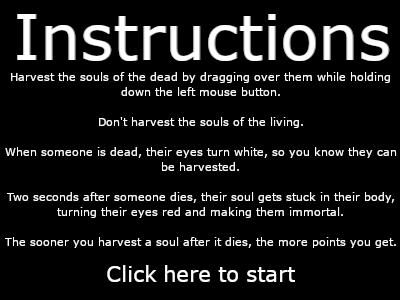 Instructions
Harvest the souls of the dead by dragging over them while holding
down the left mouse button.
Don't harvest the souls of the living.
When someone is dead, their eyes turn white, so you know they can
be harvested.
Two seconds after someone dies, their soul gets stuck in their body,
turning their eyes red and making them immortal.
The sooner you harvest a soul after it dies, the more points you get.
Click here to start